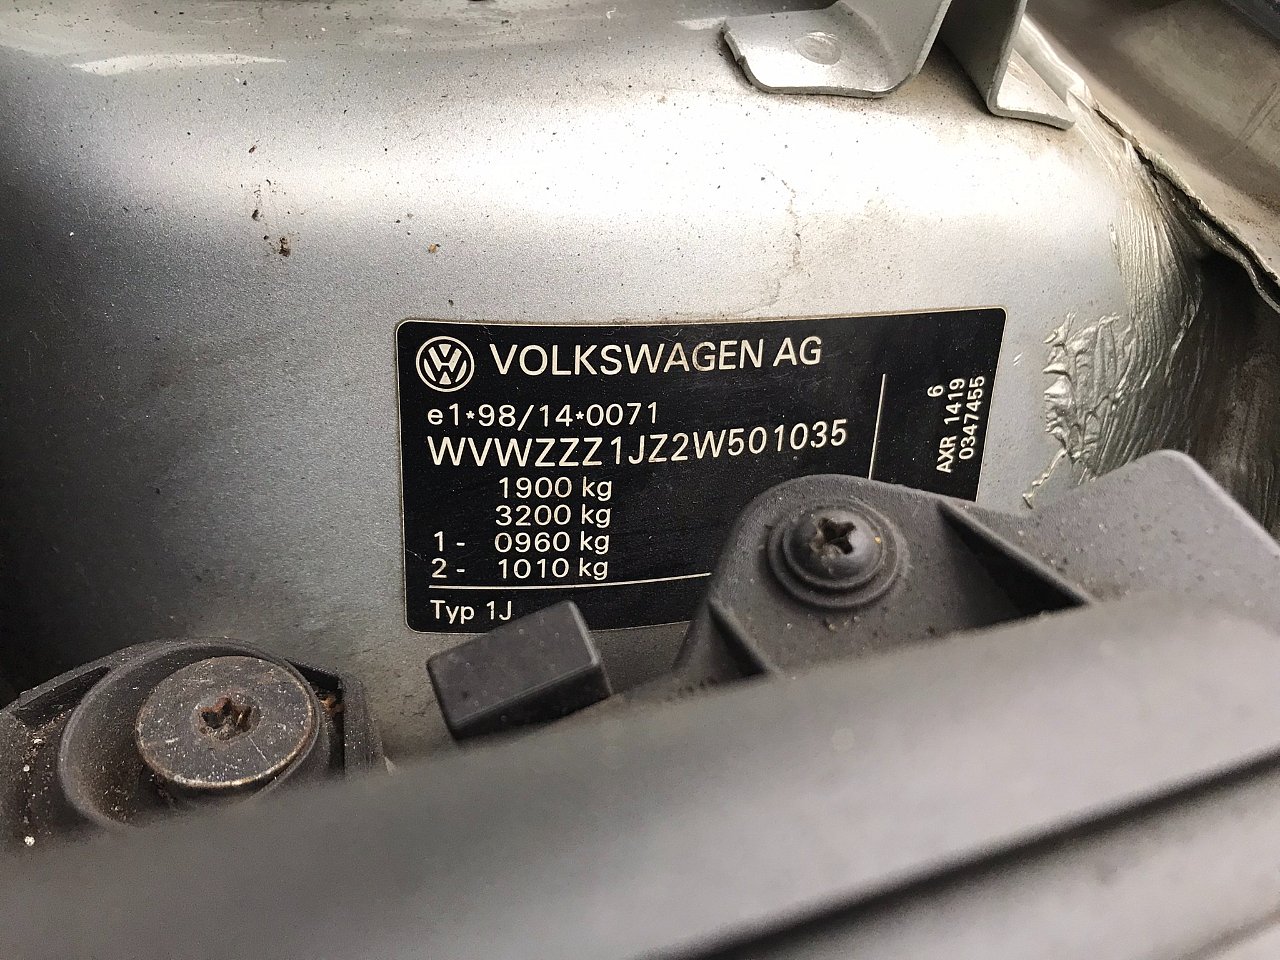 VOLKSWAGEN AG
e1*98/14*0071
WVWZZZ1JZ2W501035
1900 kg
3200 kg
1 - 0960 kg
2 - 1010 kg
Typ 1J
6
AXR 1419
0347455